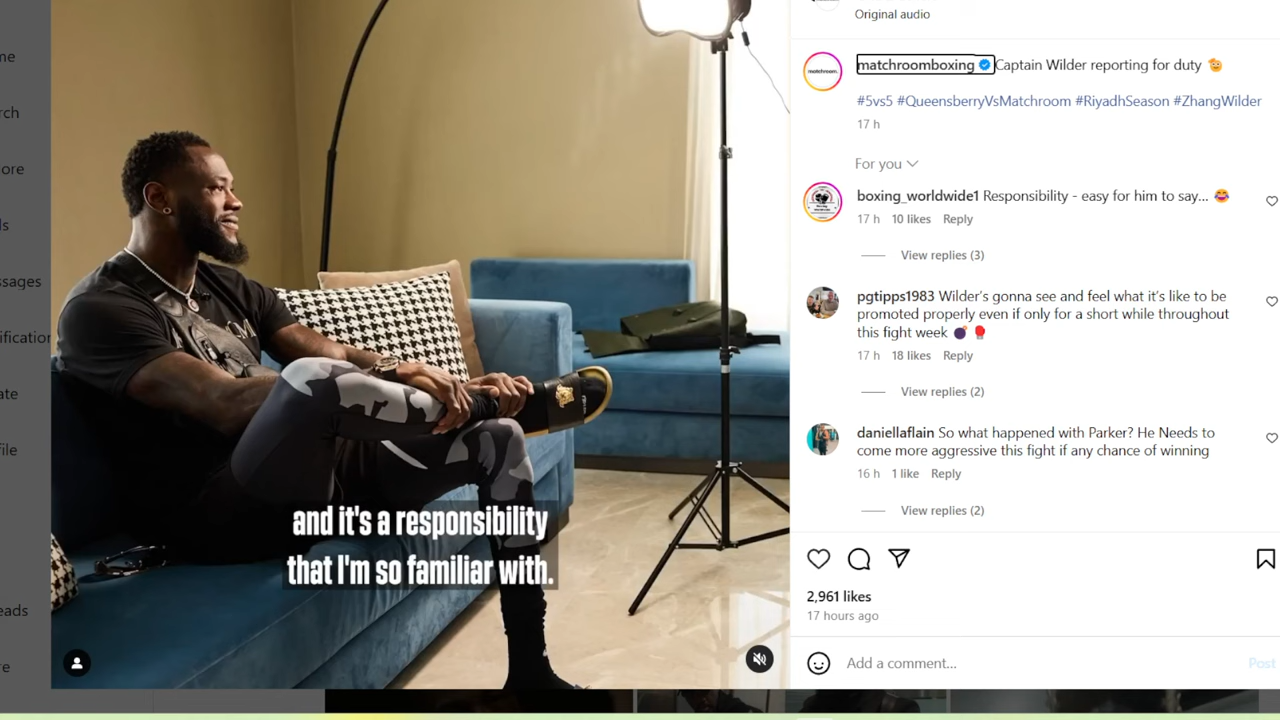 Original audio
matchroomboxing Captain Wilder reporting for duty 🫡
#5vs5 #QueensberryVsMatchroom #RiyadhSeason #ZhangWilder
17 h
For you
boxing_worldwide1 Responsibility - easy for him to say... 😂
17 h 10 likes Reply
View replies (3)
pgtipps1983 Wilder's gonna see and feel what it's like to be
promoted properly even if only for a short while throughout
this fight week 💣 🥊
17 h 18 likes Reply
View replies (2)
daniellaflain So what happened with Parker? He Needs to
come more aggressive this fight if any chance of winning
16 h 1 like Reply
View replies (2)
2,961 likes
17 hours ago
Add a comment...
Post
and it's a responsibility
that I'm so familiar with.
me
rch
ore
ls
ssages
ification
ate
file
eads
re
matchroom.